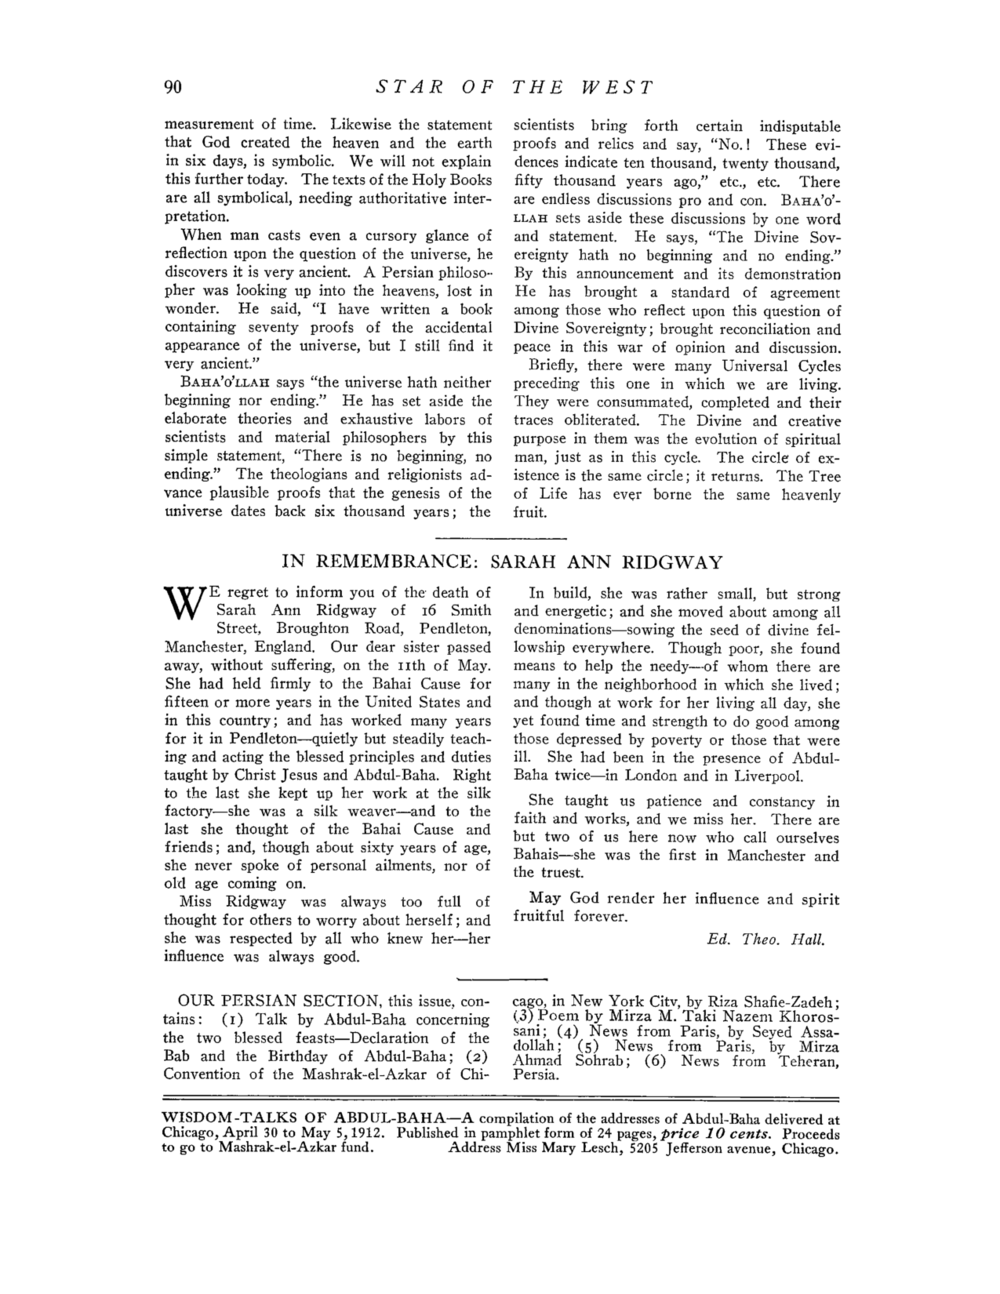 90
STAR OF THE WEST
measurement of time. Likewise the statement
that God created the heaven and the earth
in six days, is symbolic. We will not explain
this further today. The texts of the Holy Books
are all symbolical, needing authoritative inter-
pretation.
When man casts even a cursory glance of
reflection upon the question of the universe, he
discovers it is very ancient. A Persian philoso-
pher was looking up into the heavens, lost in
wonder. He said, “I have written a book
containing seventy proofs of the accidental
appearance of the universe, but I still find it
very ancient.”
BAHA’O’LLAH says “the universe hath neither
beginning nor ending.” He has set aside the
elaborate theories and exhaustive labors of
scientists and material philosophers by this
simple statement, “There is no beginning, no
ending.” The theologians and religionists ad-
vance plausible proofs that the genesis of the
universe dates back six thousand years; the
scientists bring forth certain indisputable
proofs and relics and say, “No.! These evi-
dences indicate ten thousand, twenty thousand,
fifty thousand years ago,” etc., etc. There
are endless discussions pro and con. BAHA’O’-
LLAH sets aside these discussions by one word
and statement. He says, “The Divine Sov-
ereignty hath no beginning and no ending.”
By this announcement and its demonstration
He has brought a standard of agreement
among those who reflect upon this question of
Divine Sovereignty; brought reconciliation and
peace in this war of opinion and discussion.
Briefly, there were many Universal Cycles
preceding this one in which we are living.
They were consummated, completed and their
traces obliterated. The Divine and creative
purpose in them was the evolution of spiritual
man, just as in this cycle. The circle of ex-
istence is the same circle; it returns. The Tree
of Life has ever borne the same heavenly
fruit.
IN REMEMBRANCE: SARAH ANN RIDGWAY
WE regret to inform you of the death of
Sarah Ann Ridgway of 16 Smith
Street, Broughton Road, Pendleton,
Manchester, England. Our dear sister passed
away, without suffering, on the 11th of May.
She had held firmly to the Bahai Cause for
fifteen or more years in the United States and
in this country; and has worked many years
for it in Pendleton—quietly but steadily teach-
ing and acting the blessed principles and duties
taught by Christ Jesus and Abdul-Baha. Right
to the last she kept up her work at the silk
factory—she was a silk weaver—and to the
last she thought of the Bahai Cause and
friends; and, though about sixty years of age,
she never spoke of personal ailments, nor of
old age coming on.
Miss Ridgway was always too full of
thought for others to worry about herself; and
she was respected by all who knew her—her
influence was always good.
In build, she was rather small, but strong
and energetic; and she moved about among all
denominations—sowing the seed of divine fel-
lowship everywhere. Though poor, she found
means to help the needy—of whom there are
many in the neighborhood in which she lived;
and though at work for her living all day, she
yet found time and strength to do good among
those depressed by poverty or those that were
ill. She had been in the presence of Abdul-
Baha twice—in London and in Liverpool.
She taught us patience and constancy in
faith and works, and we miss her. There are
but two of us here now who call ourselves
Bahais—she was the first in Manchester and
the truest.
May God render her influence and spirit
fruitful forever.
Ed. Theo. Hall.
OUR PERSIAN SECTION, this issue, con-
tains: (1) Talk by Abdul-Baha concerning
the two blessed feasts—Declaration of the
Bab and the Birthday of Abdul-Baha; (2)
Convention of the Mashrak-el-Azkar of Chi-
cago, in New York City, by Riza Shafie-Zadeh;
(3) Poem by Mirza M. Taki Nazem Khoros-
sani; (4) News from Paris, by Seyed Assa-
dollah; (5) News from Paris, by Mirza
Ahmad Sohrab; (6) News from Teheran,
Persia.
WISDOM-TALKS OF ABDUL-BAHA—A compilation of the addresses of Abdul-Baha delivered at
Chicago, April 30 to May 5, 1912. Published in pamphlet form of 24 pages, price 10 cents. Proceeds
to go to Mashrak-el-Azkar fund. Address Miss Mary Lesch, 5205 Jefferson avenue, Chicago.